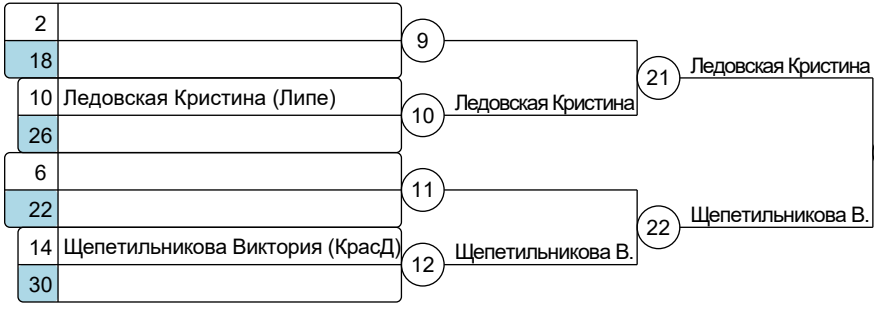 2
9
18
21 Ледовская Кристина
10 Ледовская Кристина (Липе)
10 Ледовская Кристина
26
6
11
22
22 Щепетильникова В.
14 Щепетильникова Виктория (КрасД)
12 Щепетильникова В.
30